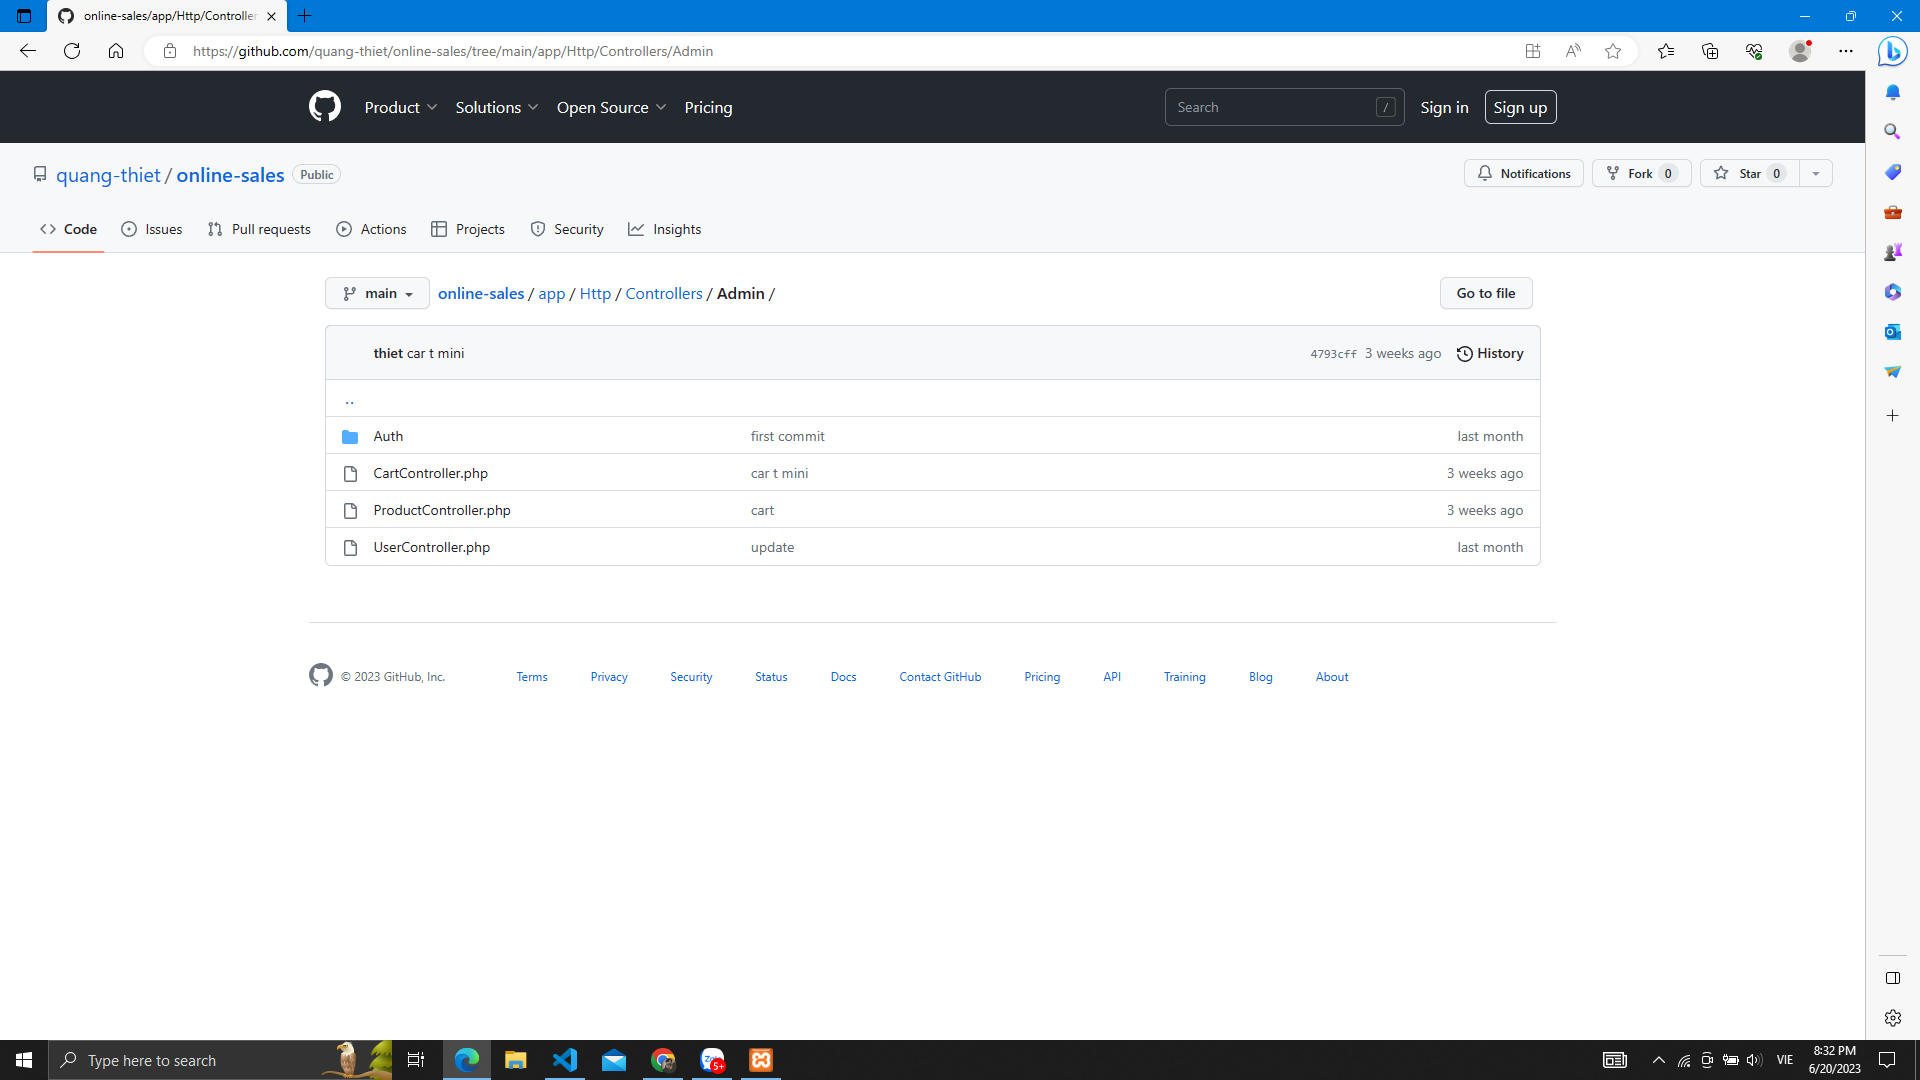 online-sales/app/Http/Controller
https://github.com/quang-thiet/online-sales/tree/main/app/Http/Controllers/Admin
Product Solutions Open Source Pricing Search / Sign in Sign up
quang-thiet / online-sales Public Notifications Fork 0 Star 0
Code Issues Pull requests Actions Projects Security Insights
main online-sales / app / Http / Controllers / Admin / Go to file
thiet car t mini 4793cff 3 weeks ago History
..
Auth first commit last month
CartController.php car t mini 3 weeks ago
ProductController.php cart 3 weeks ago
UserController.php update last month
© 2023 GitHub, Inc. Terms Privacy Security Status Docs Contact GitHub Pricing API Training Blog About
Type here to search 5+ VIE 8:32 PM
6/20/2023